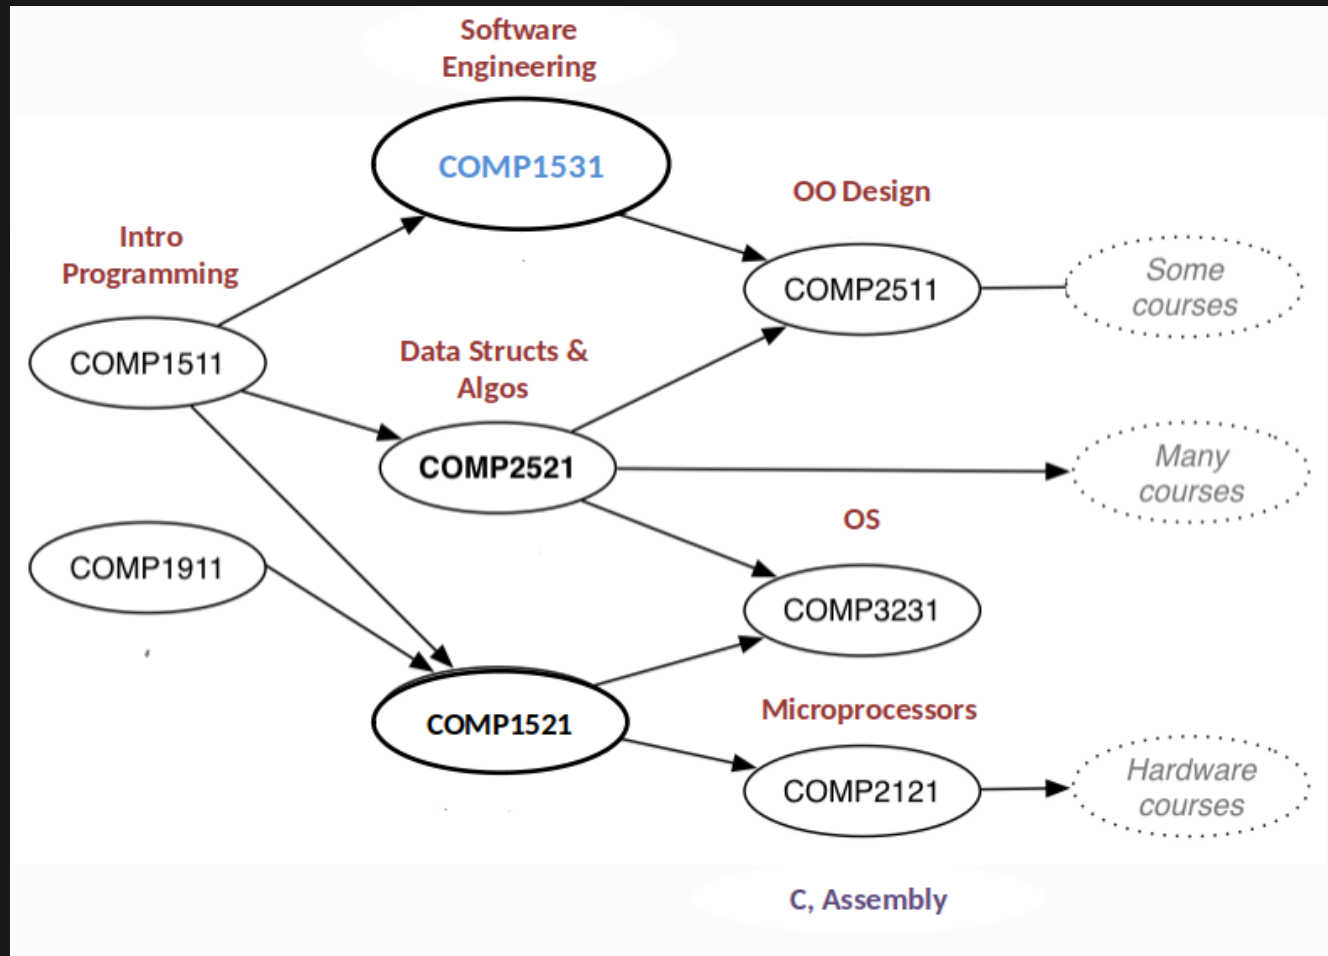 Software
Engineering
COMP1531
OO Design
Intro
Programming
COMP2511
Some
courses
COMP1511
Data Structs &
Algos
COMP2521
Many
courses
OS
COMP1911
COMP3231
COMP1521
Microprocessors
COMP2121
Hardware
courses
C, Assembly